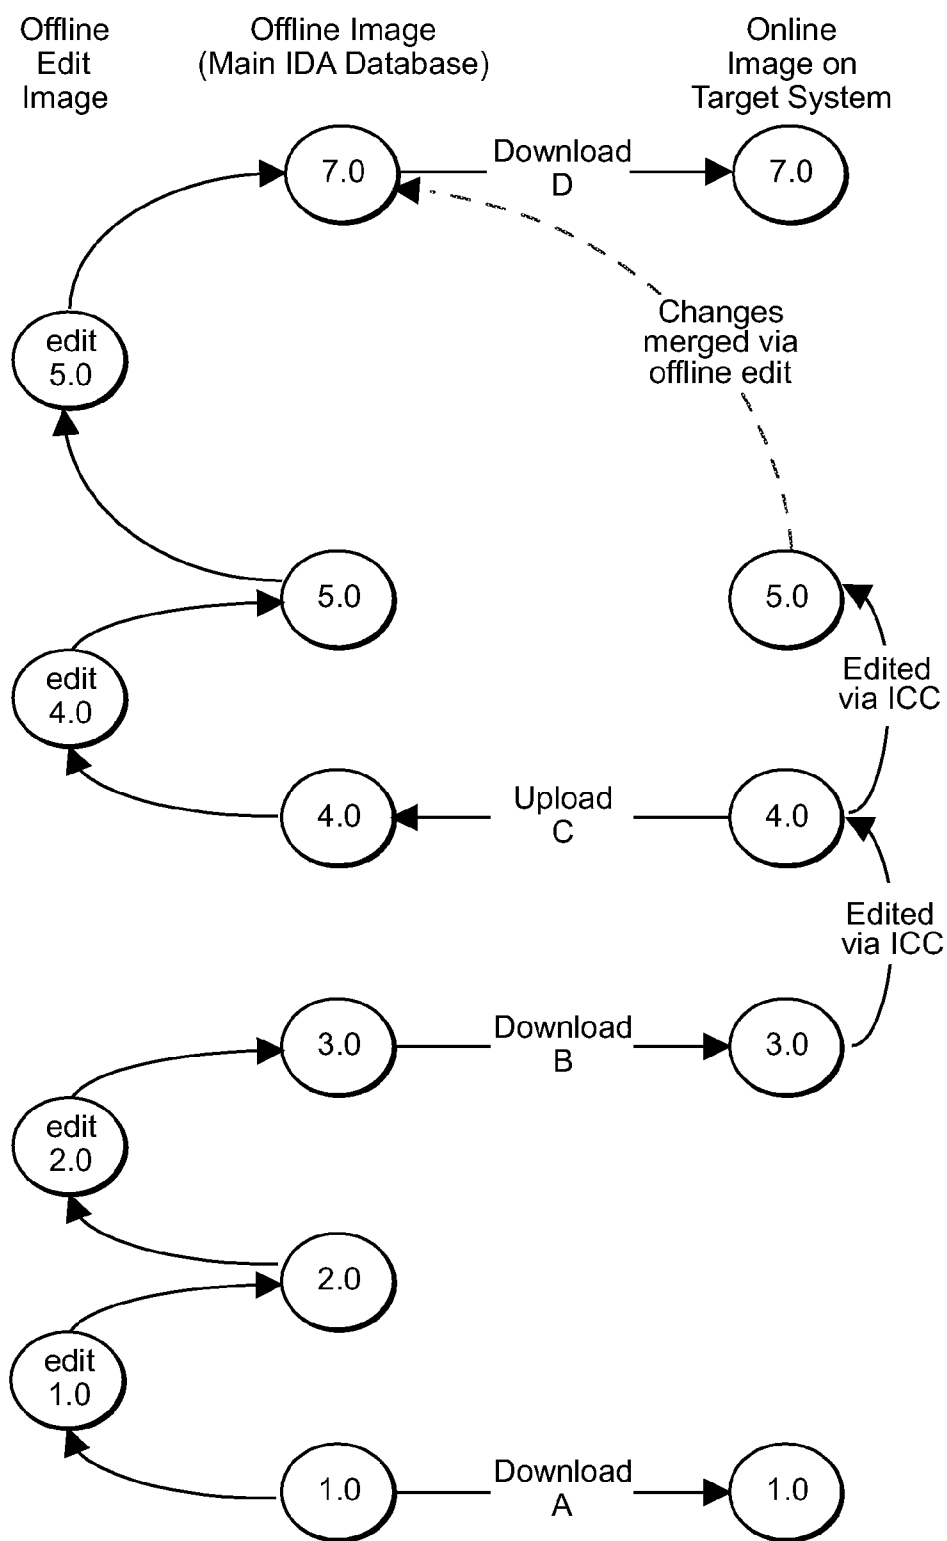 Offline
Edit
Image
Offline Image
(Main IDA Database)
Online
Image on
Target System
7.0
Download
D
7.0
Changes
merged via
offline edit
edit
5.0
5.0
5.0
Edited
via ICC
edit
4.0
4.0
Upload
C
4.0
Edited
via ICC
3.0
Download
B
3.0
edit
2.0
2.0
edit
1.0
1.0
Download
A
1.0